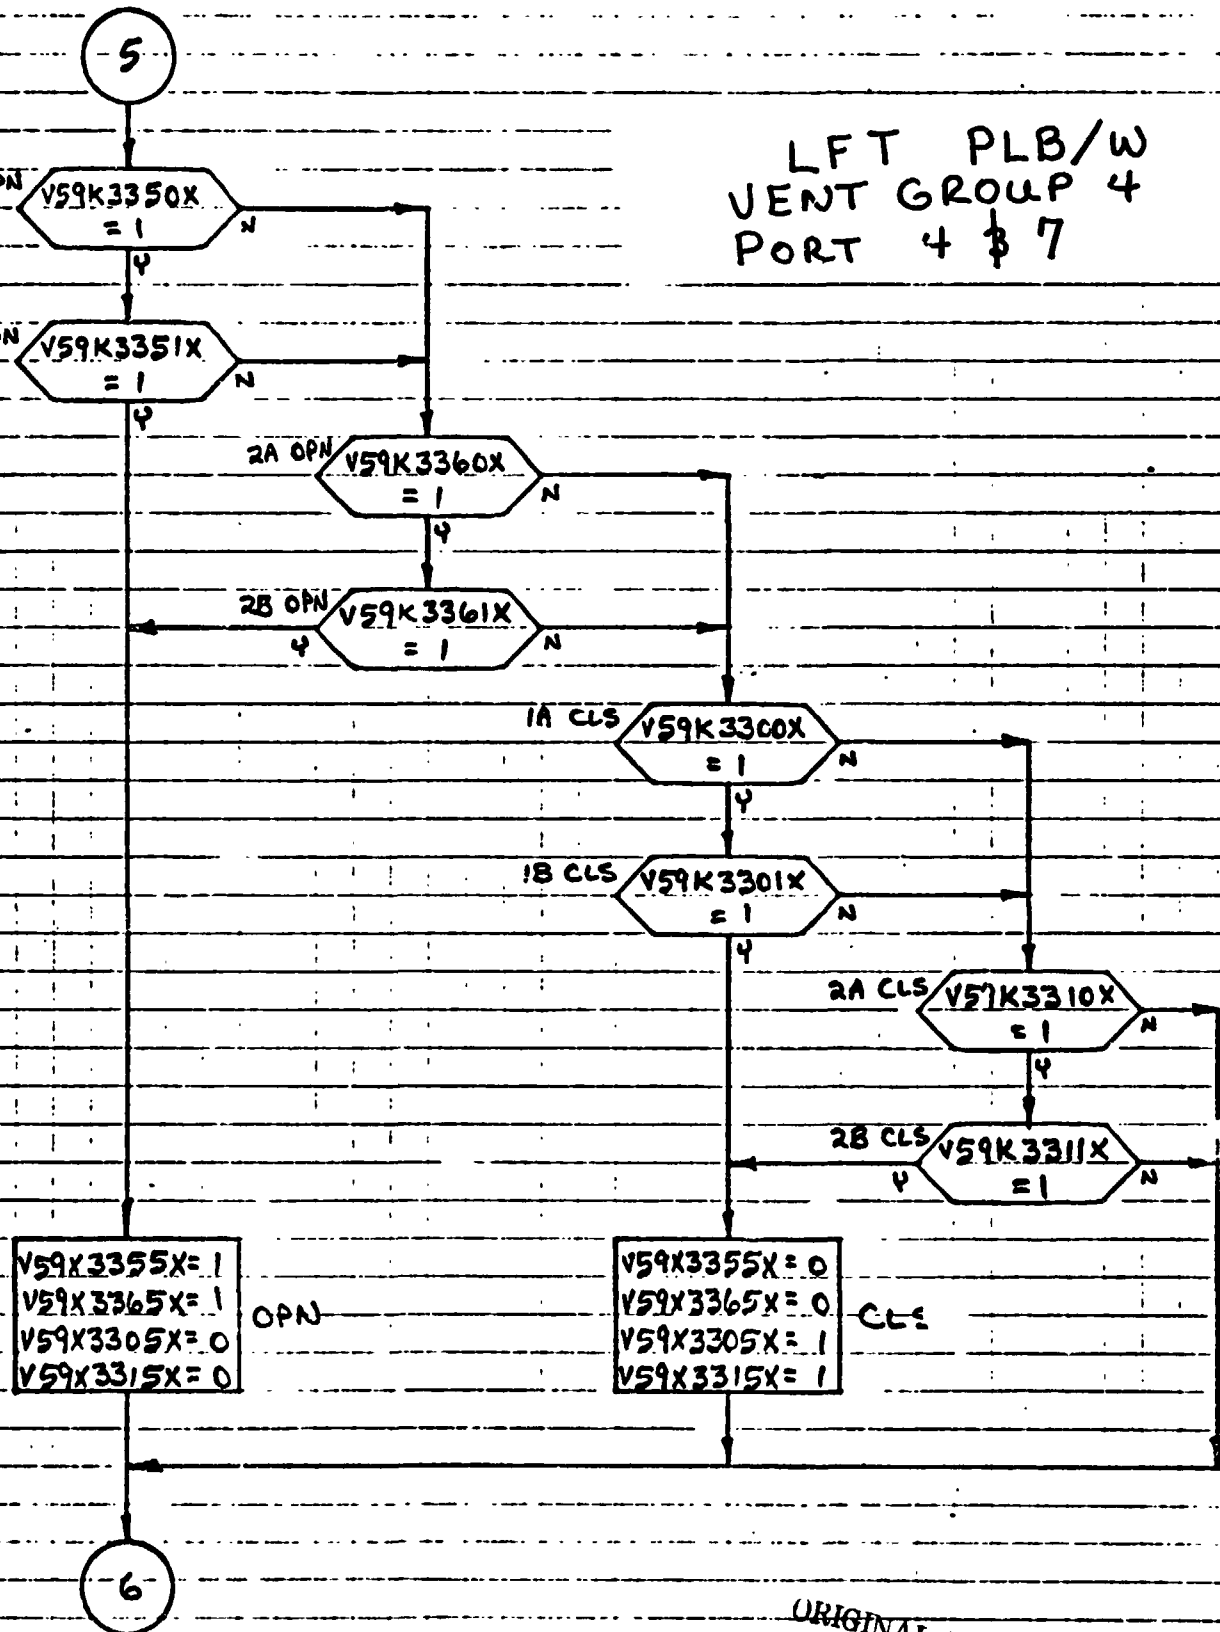 5
LFT PLB/W
VENT GROUP 4
PORT 4 & 7
V59K3350X
= 1
N
Y
V59K3351X
= 1
N
Y
2A OPN
V59K3360X
= 1
N
Y
2B OPN
V59K3361X
= 1
Y
N
1A CLS
V59K3300X
= 1
N
Y
1B CLS
V59K3301X
= 1
N
Y
2A CLS
V59K3310X
= 1
N
Y
2B CLS
V59K3311X
= 1
Y
N
V59X3355X= 1
V59X3365X= 1
V59X3305X= 0
V59X3315X= 0
OPN
V59X3355X= 0
V59X3365X= 0
V59X3305X= 1
V59X3315X= 1
CLS
6
ORIGINAL